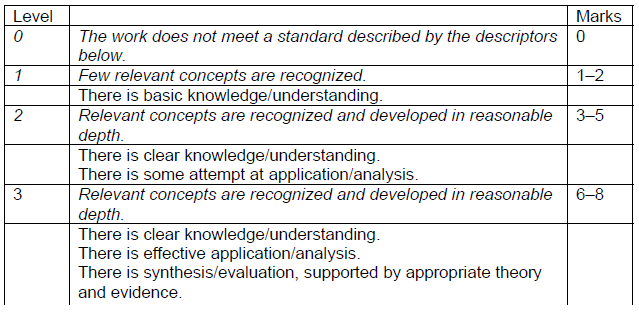 Level Marks
0 The work does not meet a standard described by the descriptors 0
below.
1 Few relevant concepts are recognized. 1–2
There is basic knowledge/understanding.
2 Relevant concepts are recognized and developed in reasonable 3–5
depth.
There is clear knowledge/understanding.
There is some attempt at application/analysis.
3 Relevant concepts are recognized and developed in reasonable 6–8
depth.
There is clear knowledge/understanding.
There is effective application/analysis.
There is synthesis/evaluation, supported by appropriate theory
and evidence.